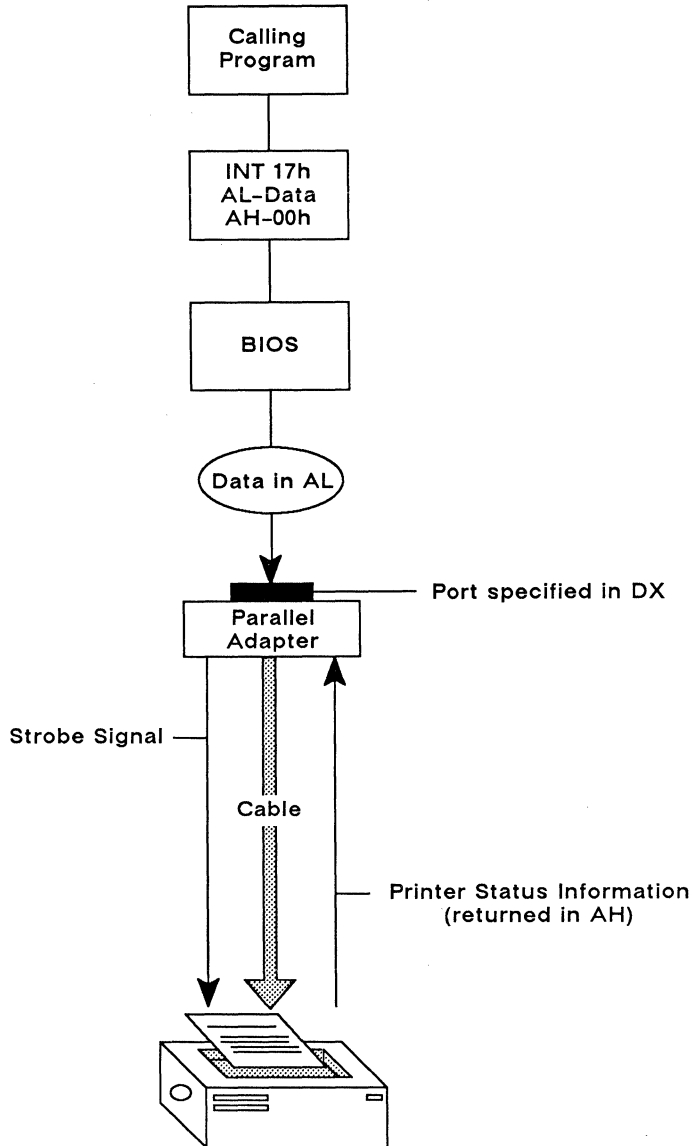 Calling
Program
INT 17h
AL-Data
AH-00h
BIOS
Data in AL
Port specified in DX
Parallel
Adapter
Strobe Signal
Cable
Printer Status Information
(returned in AH)